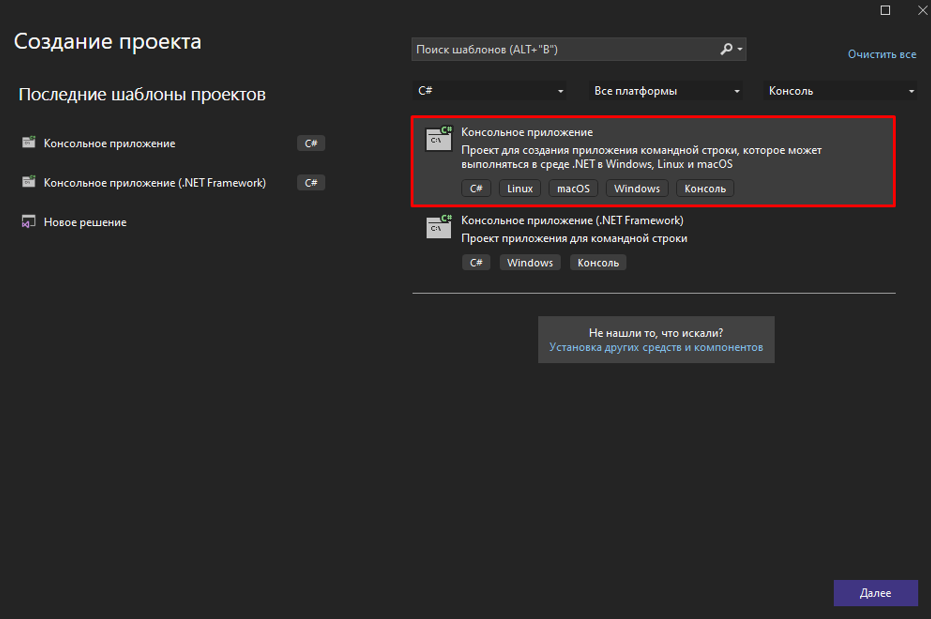 Создание проекта
Последние шаблоны проектов
Консольное приложение
C#
Консольное приложение (.NET Framework)
C#
Новое решение
Поиск шаблонов (ALT+"В")
Очистить все
C#
Все платформы
Консоль
Консольное приложение
Проект для создания приложения командной строки, которое может
выполняться в среде .NET в Windows, Linux и macOS
C# Linux macOS Windows Консоль
Консольное приложение (.NET Framework)
Проект приложения для командной строки
C# Windows Консоль
Не нашли то, что искали?
Установка других средств и компонентов
Далее